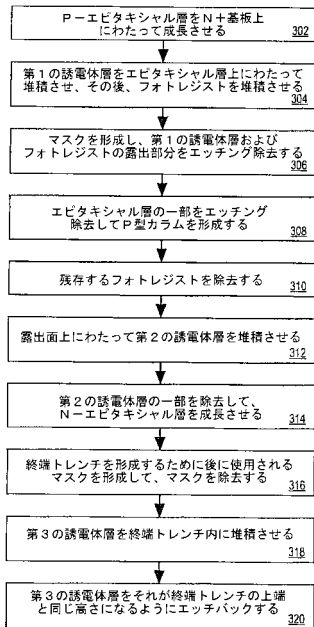 P－エピタキシャル層をN＋基板上
にわたって成長させる
302
第1の誘電体層をエピタキシャル層上にわたって
堆積させ、その後、フォトレジストを堆積させる
304
マスクを形成し、第1の誘電体層および
フォトレジストの露出部分をエッチング除去する
306
エピタキシャル層の一部をエッチング
除去してP型カラムを形成する
308
残存するフォトレジストを除去する
310
露出面上にわたって第2の誘電体層を堆積させる
312
第2の誘電体層の一部を除去して、
N－エピタキシャル層を成長させる
314
終端トレンチを形成するために後に使用される
マスクを形成して、マスクを除去する
316
第3の誘電体層を終端トレンチ内に堆積させる
318
第3の誘電体層をそれが終端トレンチの上端
と同じ高さになるようにエッチバックする
320